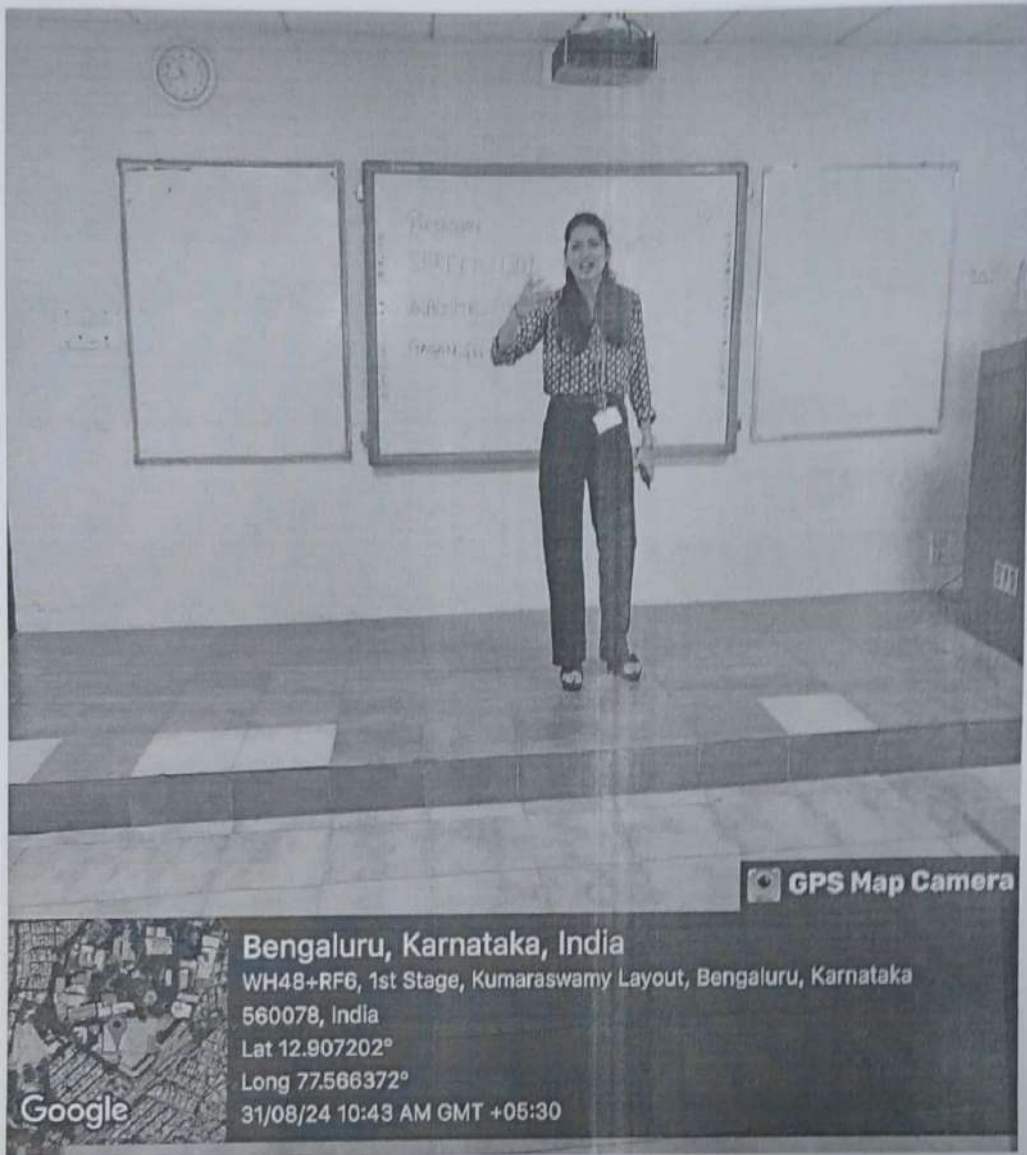 GPS Map Camera
Bengaluru, Karnataka, India
WH48+RF6, 1st Stage, Kumaraswamy Layout, Bengaluru, Karnataka
560078, India
Lat 12.907202°
Long 77.566372°
31/08/24 10:43 AM GMT +05:30
Google